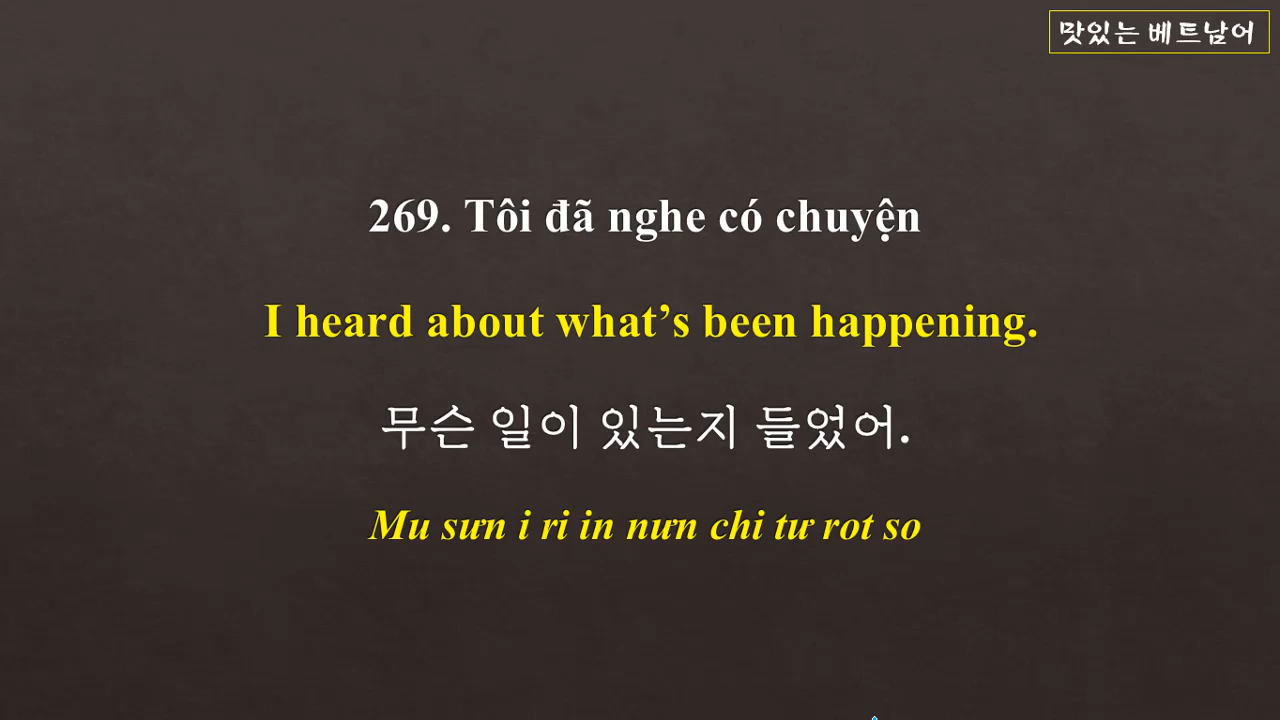 맛있는 베트남어
269. Tôi đã nghe có chuyện
I heard about what’s been happening.
무슨 일이 있는지 들었어.
Mu sưn i ri in nưn chi tư rot so